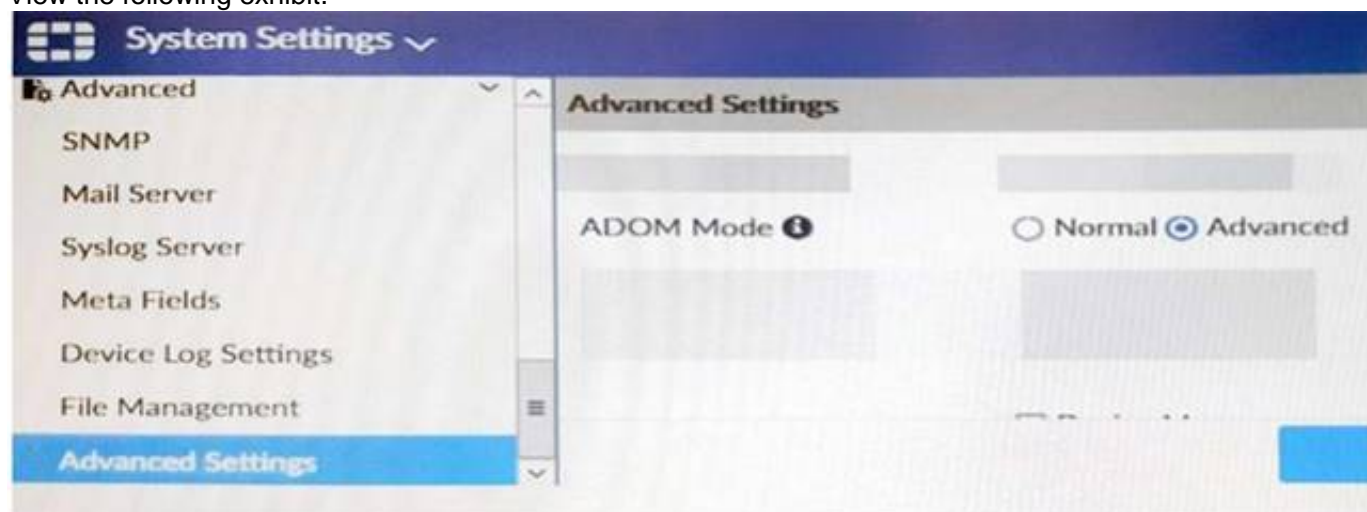 View the following exhibit.
System Settings
Advanced
SNMP
Mail Server
Syslog Server
Meta Fields
Device Log Settings
File Management
Advanced Settings
Advanced Settings
ADOM Mode
Normal Advanced